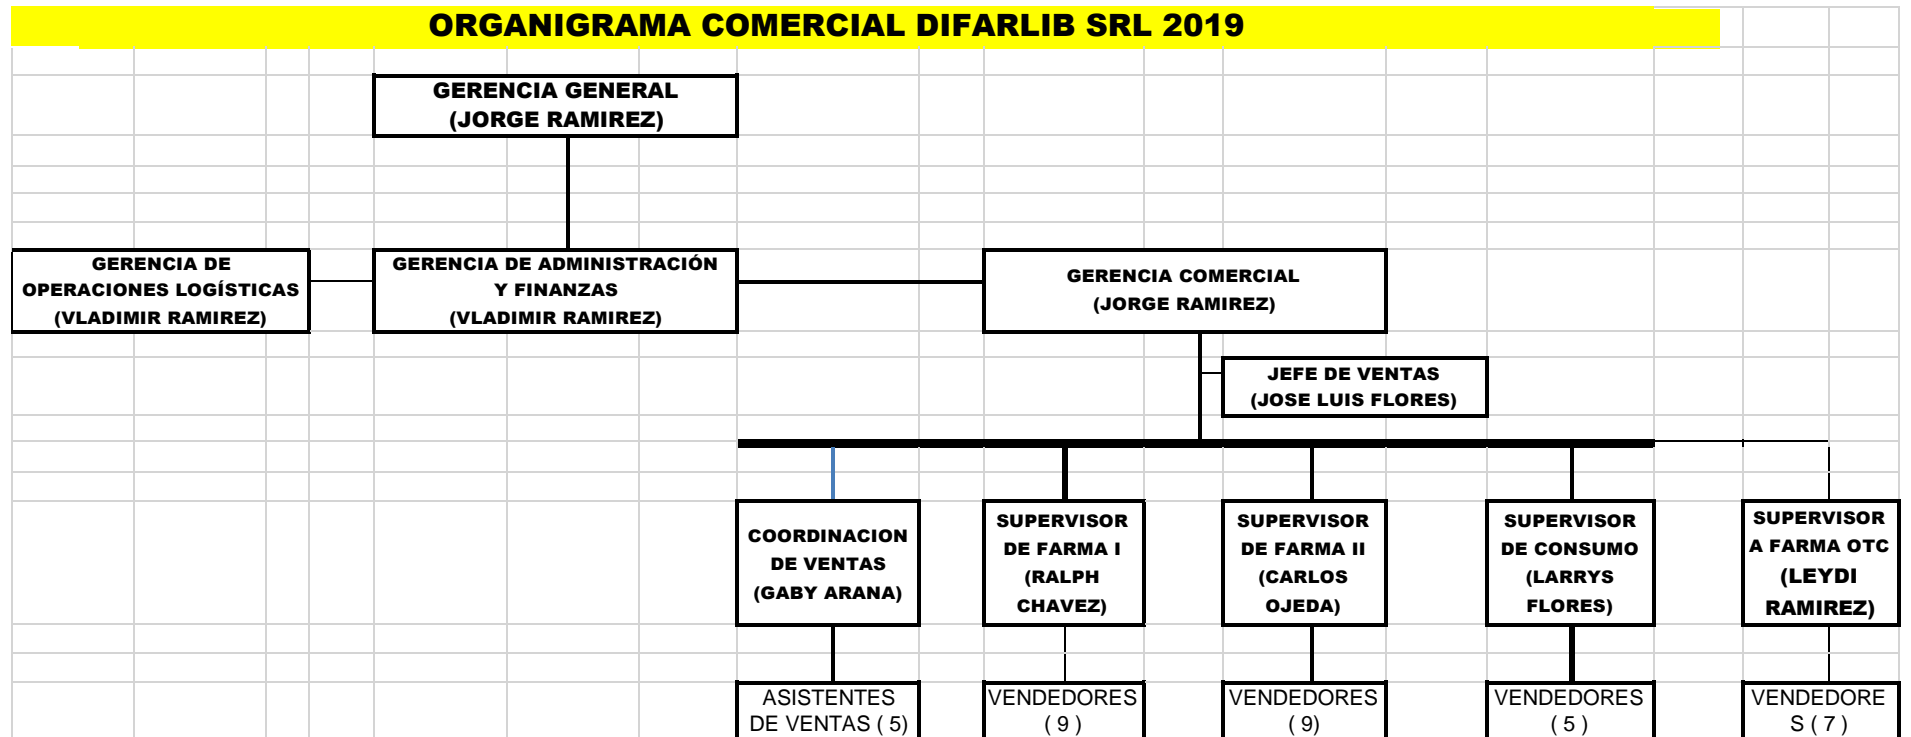 ORGANIGRAMA COMERCIAL DIFARLIB SRL 2019
GERENCIA GENERAL
(JORGE RAMIREZ)
GERENCIA DE
OPERACIONES LOGÍSTICAS
(VLADIMIR RAMIREZ)
GERENCIA DE ADMINISTRACIÓN
Y FINANZAS
(VLADIMIR RAMIREZ)
GERENCIA COMERCIAL
(JORGE RAMIREZ)
JEFE DE VENTAS
(JOSE LUIS FLORES)
COORDINACION
DE VENTAS
(GABY ARANA)
SUPERVISOR
DE FARMA I
(RALPH
CHAVEZ)
SUPERVISOR
DE FARMA II
(CARLOS
OJEDA)
SUPERVISOR
DE CONSUMO
(LARRYS
FLORES)
SUPERVISOR
A FARMA OTC
(LEYDI
RAMIREZ)
ASISTENTES
DE VENTAS ( 5)
VENDEDORES
( 9 )
VENDEDORES
( 9)
VENDEDORES
( 5 )
VENDEDORE
S ( 7 )